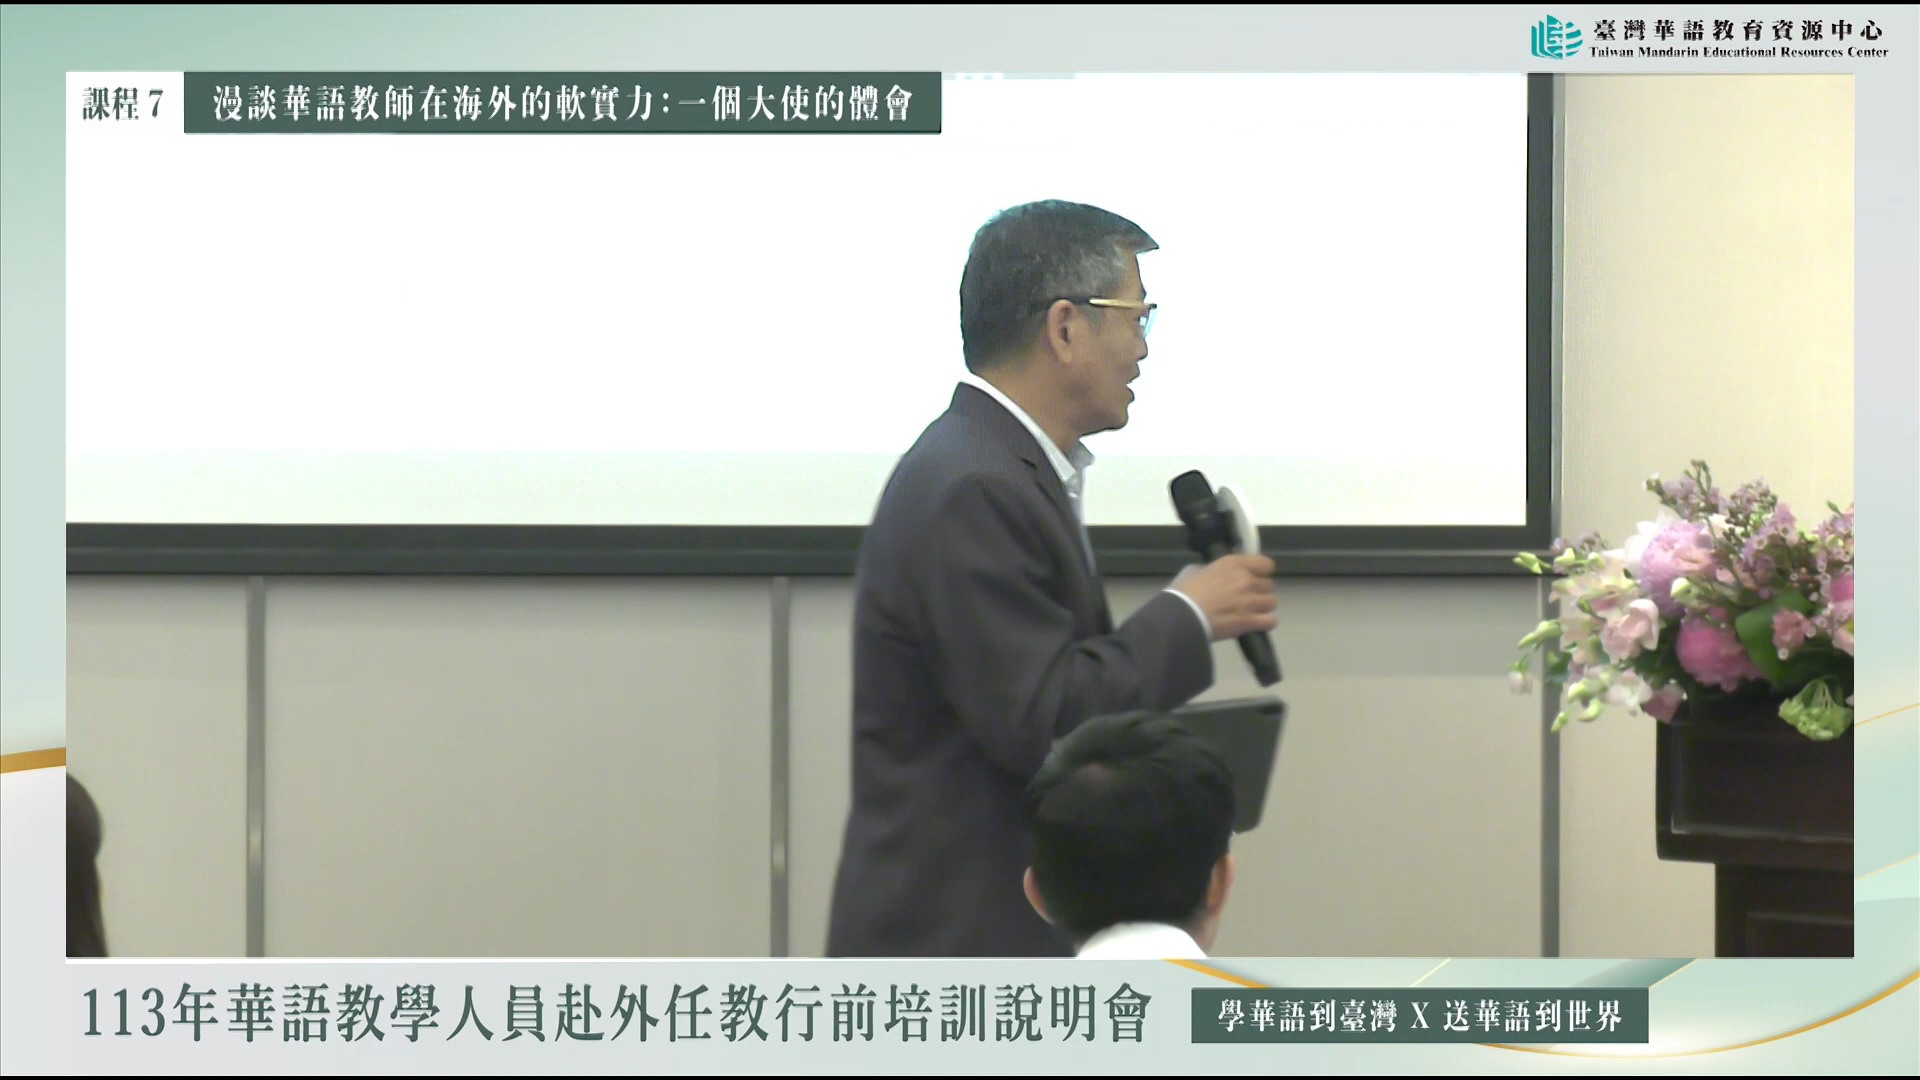 臺灣華語教育資源中心
Taiwan Mandarin Educational Resources Center
課程 7
漫談華語教師在海外的軟實力：一個大使的體會
113年華語教學人員赴外任教行前培訓說明會
學華語到臺灣 X 送華語到世界